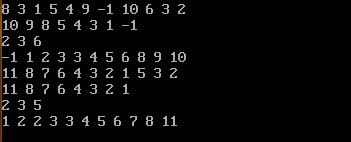 8 3 1 5 4 9 -1 10 6 3 2
10 9 8 5 4 3 1 -1
2 3 6
-1 1 2 3 3 4 5 6 8 9 10
11 8 7 6 4 3 2 1 5 3 2
11 8 7 6 4 3 2 1
2 3 5
1 2 2 3 3 4 5 6 7 8 11